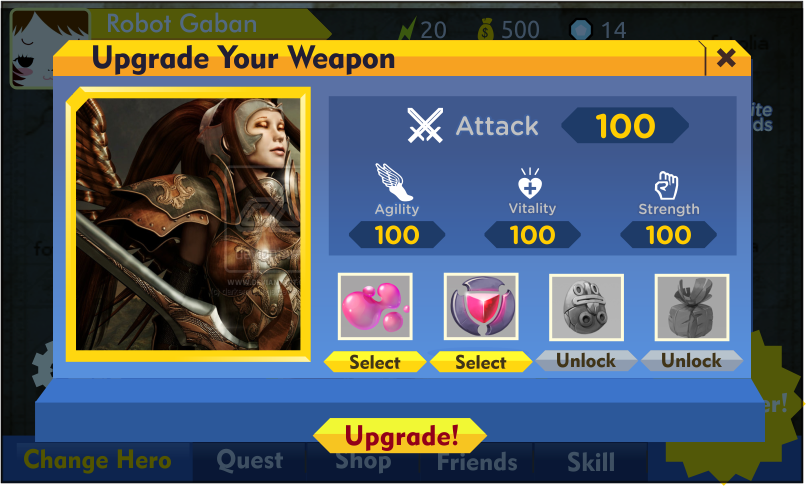 Robot Gaban
20
500
14
Upgrade Your Weapon
Attack
100
Agility
Vitality
Strength
100
100
100
Select
Select
Unlock
Unlock
Upgrade!
Change Hero
Quest
Shop
Friends
Skill